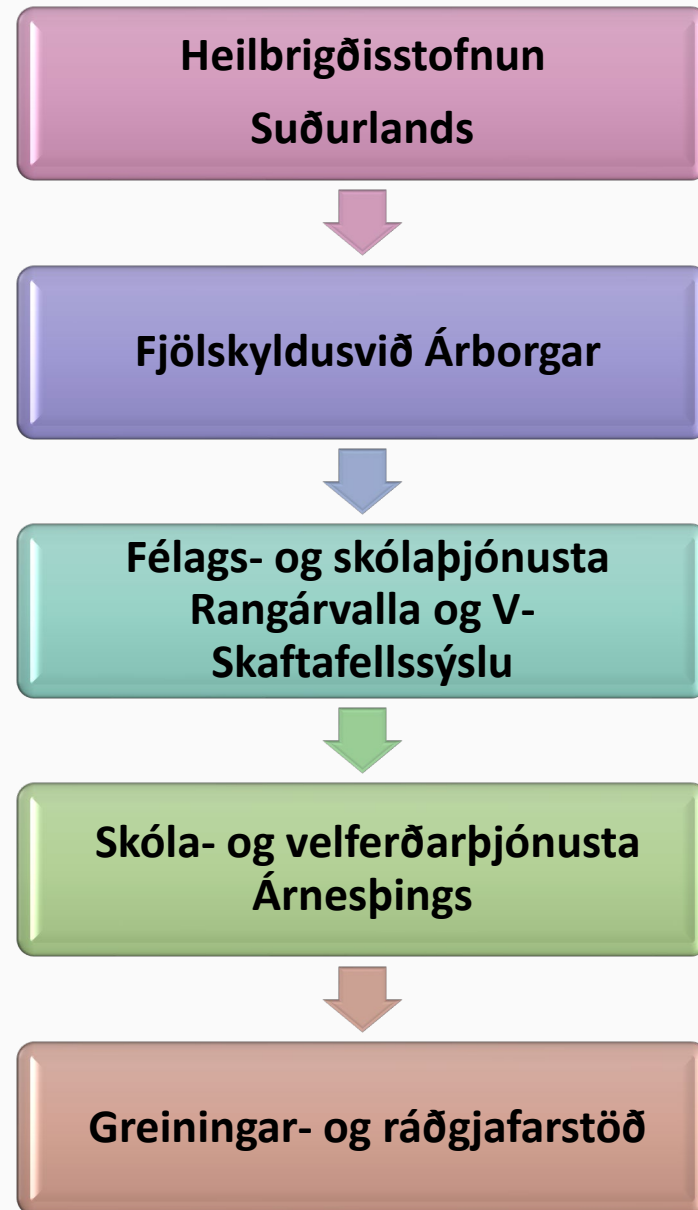 Heilbrigðisstofnun
Suðurlands
Fjölskyldusvið Árborgar
Félags- og skólaþjónusta
Rangárvalla og V-
Skaftafellssýslu
Skóla- og velferðarþjónusta
Árnesþings
Greiningar- og ráðgjafarstöð